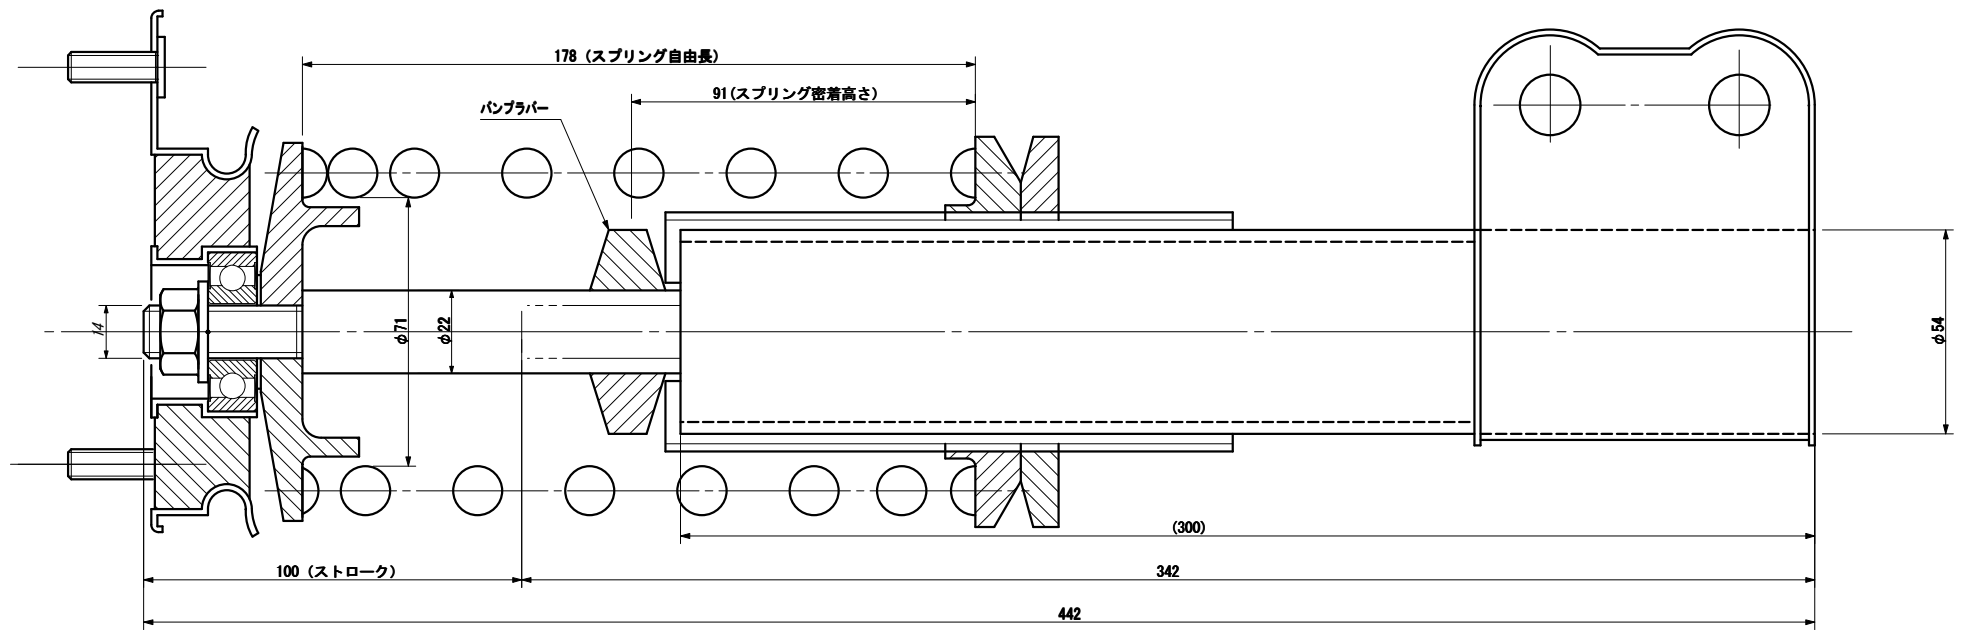 178 (スプリング自由長)
91(スプリング密着高さ)
バンプラバー
14
φ71
φ22
φ54
(300)
100 (ストローク)
342
442